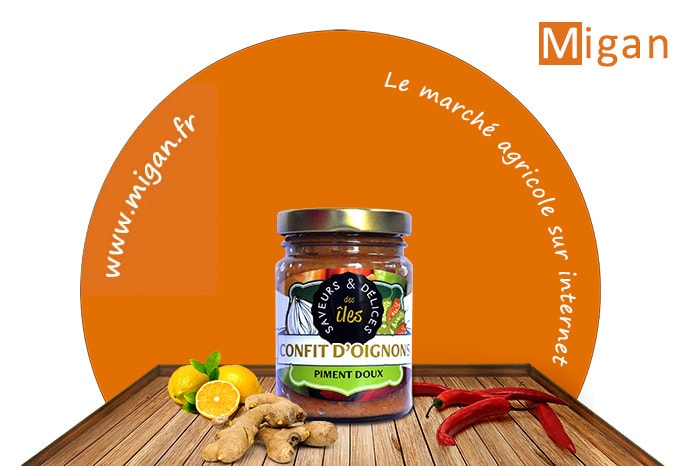 Migan
www.migan.fr
Le marché agricole sur internet
SAVEURS & DÉLICES
des
îles
CONFIT D'OIGNONS
PIMENT DOUX